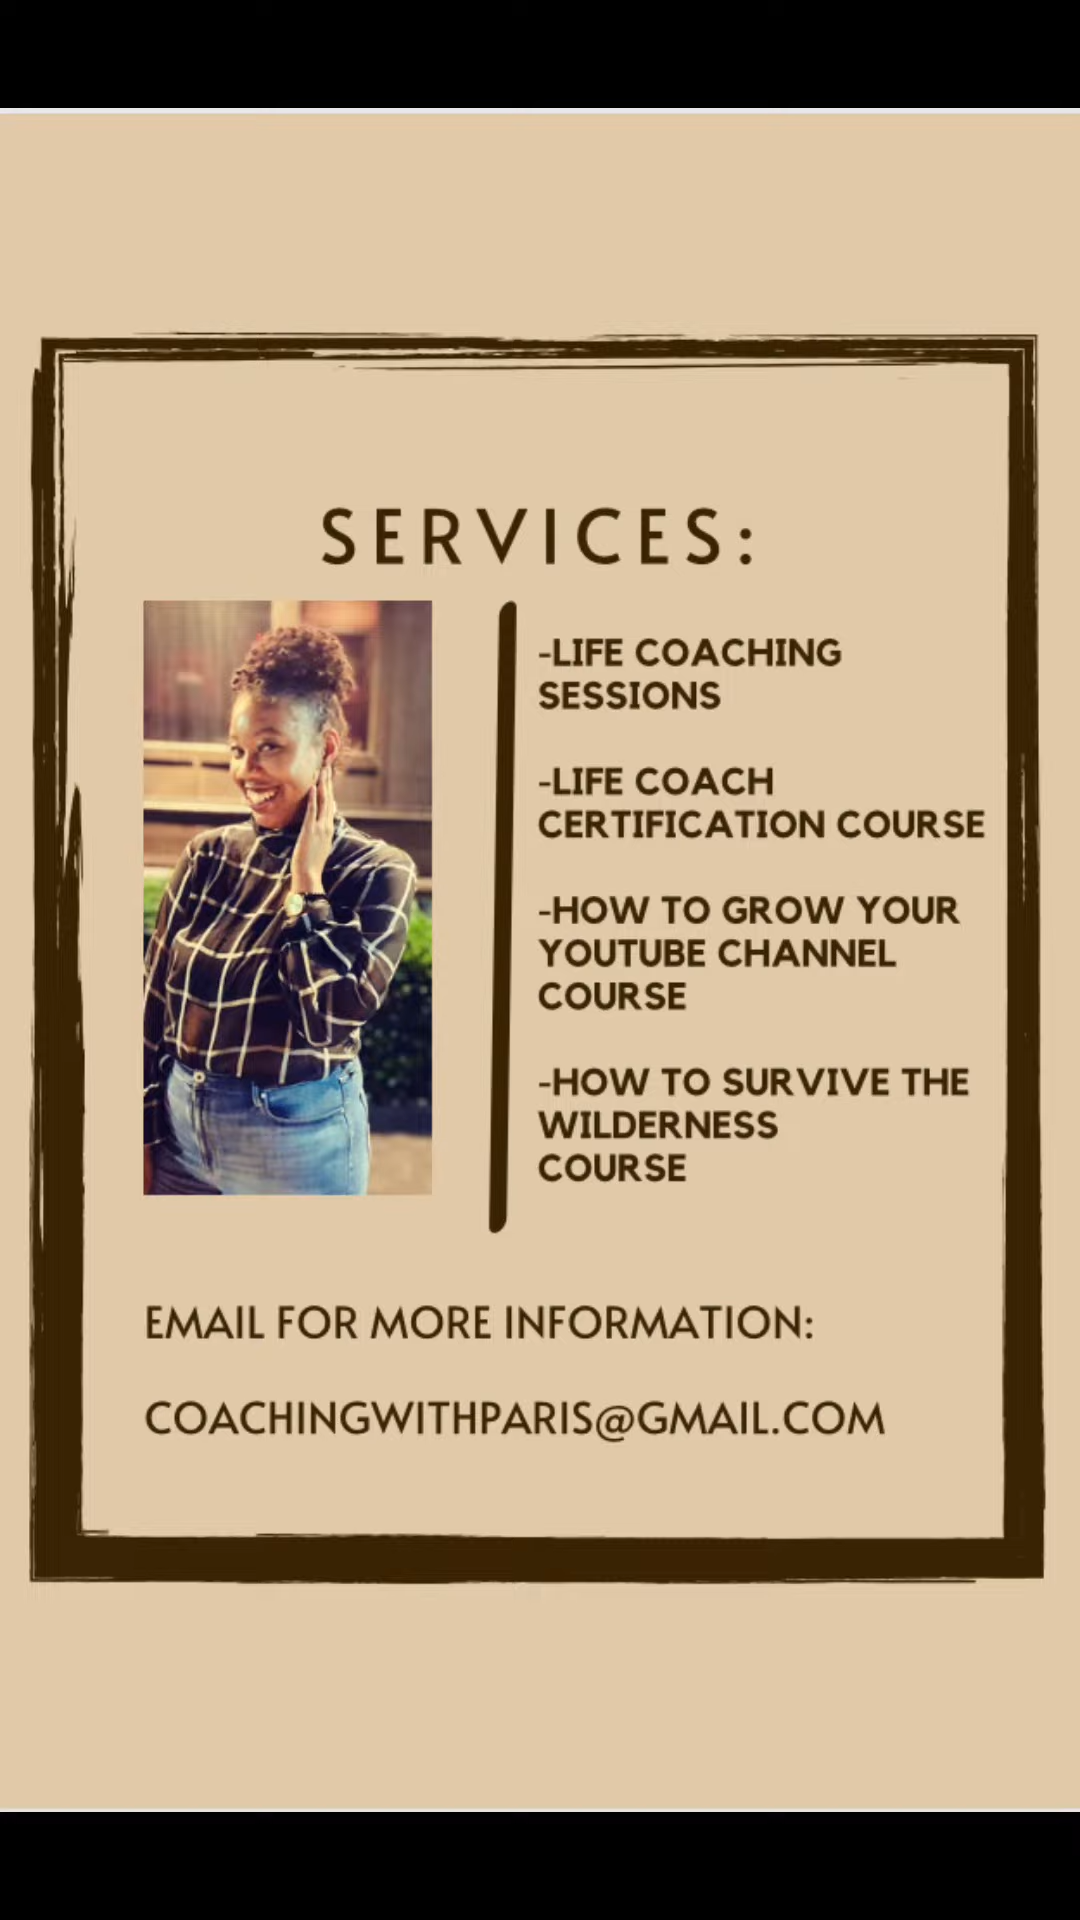 SERVICES:
-LIFE COACHING
SESSIONS
-LIFE COACH
CERTIFICATION COURSE
-HOW TO GROW YOUR
YOUTUBE CHANNEL
COURSE
-HOW TO SURVIVE THE
WILDERNESS
COURSE
EMAIL FOR MORE INFORMATION:
COACHINGWITHPARIS@GMAIL.COM